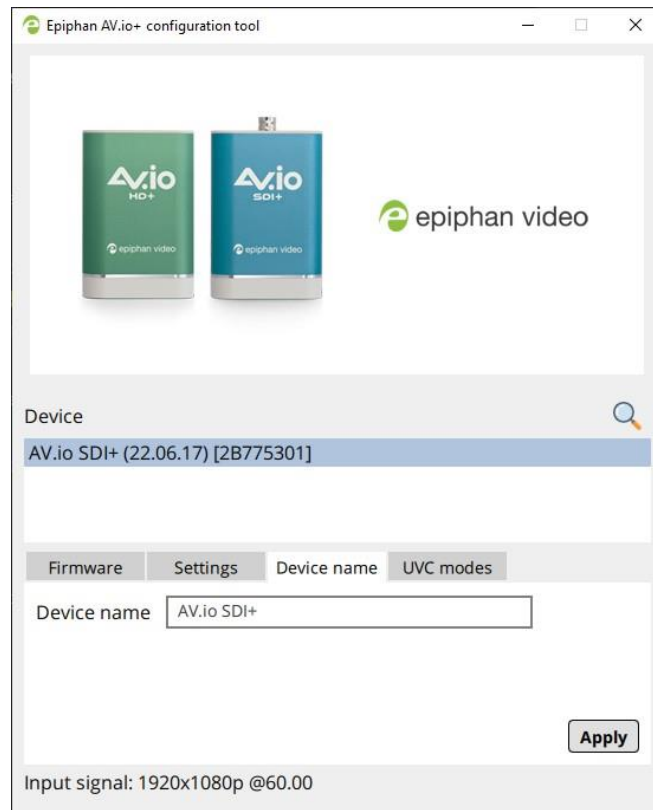 Epiphan AV.io+ configuration tool
AV.io
HD+
epiphan video
AV.io
SDI+
epiphan video
epiphan video
Device
AV.io SDI+ (22.06.17) [2B775301]
Firmware Settings Device name UVC modes
Device name AV.io SDI+
Apply
Input signal: 1920x1080p @60.00